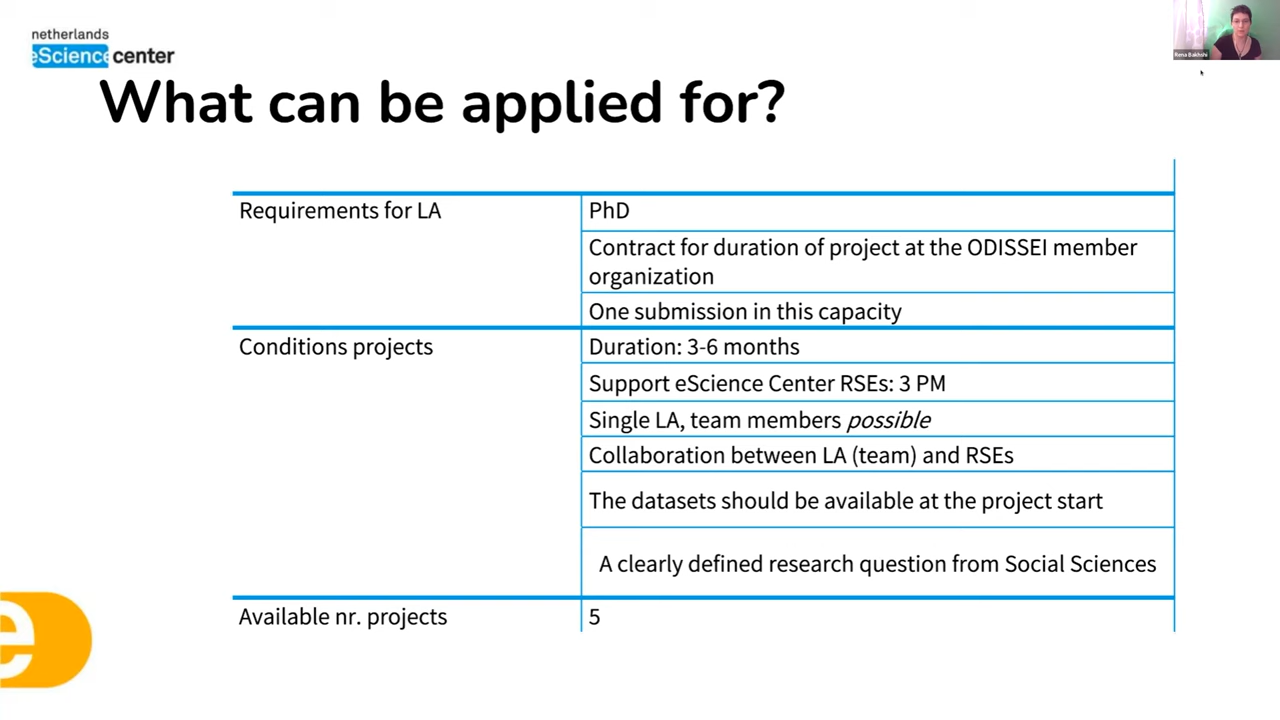 netherlands
eScience center
Rena Bakhshi
What can be applied for?
Requirements for LA
PhD
Contract for duration of project at the ODISSEI member
organization
One submission in this capacity
Conditions projects
Duration: 3-6 months
Support eScience Center RSEs: 3 PM
Single LA, team members possible
Collaboration between LA (team) and RSEs
The datasets should be available at the project start
A clearly defined research question from Social Sciences
Available nr. projects
5
e